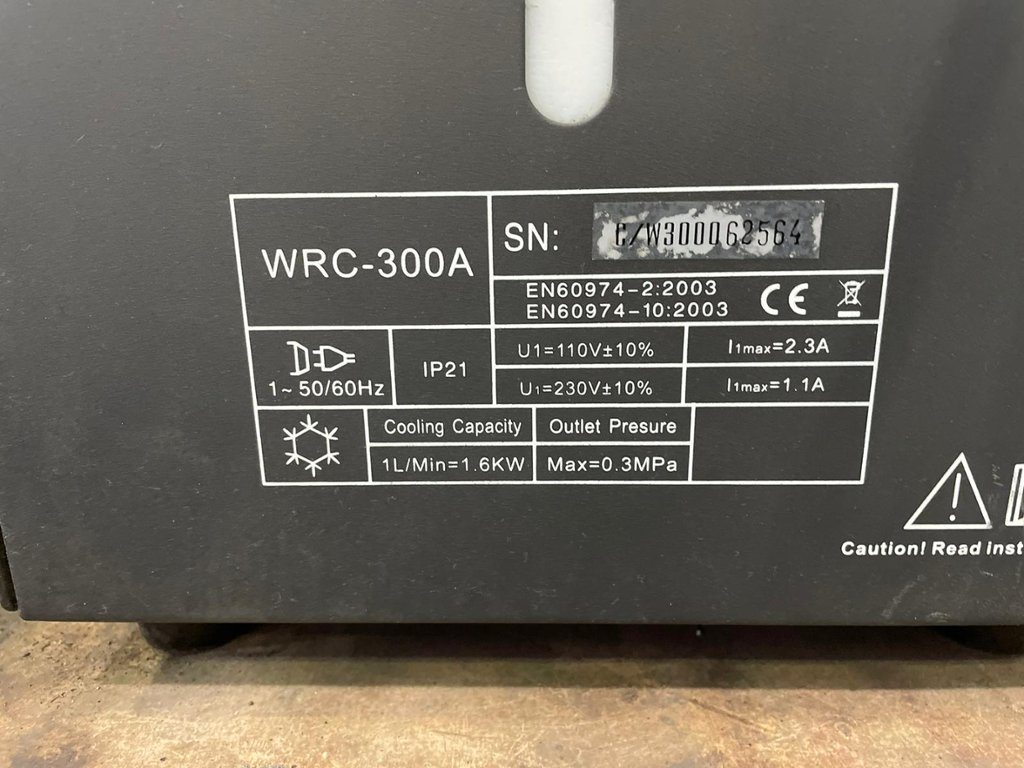 WRC-300A
SN: C/W300062564
EN60974-2:2003
EN60974-10:2003
CE
1~ 50/60Hz
IP21
U1=110V±10%
I1max=2.3A
U1=230V±10%
I1max=1.1A
Cooling Capacity
Outlet Presure
1L/Min=1.6KW
Max=0.3MPa
Caution! Read inst